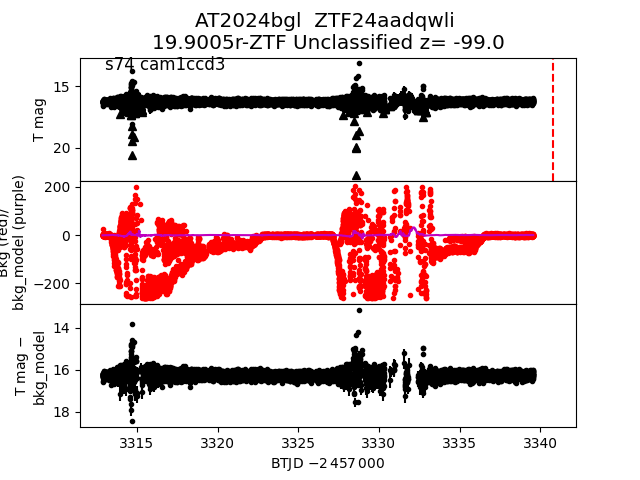 AT2024bgl  ZTF24aadqwli
19.9005r-ZTF Unclassified z= -99.0
s74 cam1ccd3
15
20
T mag
200
0
−200
Bkg (red)/
bkg_model (purple)
14
16
18
T mag −
bkg_model
3315 3320 3325 3330 3335 3340
BTJD −2 457 000